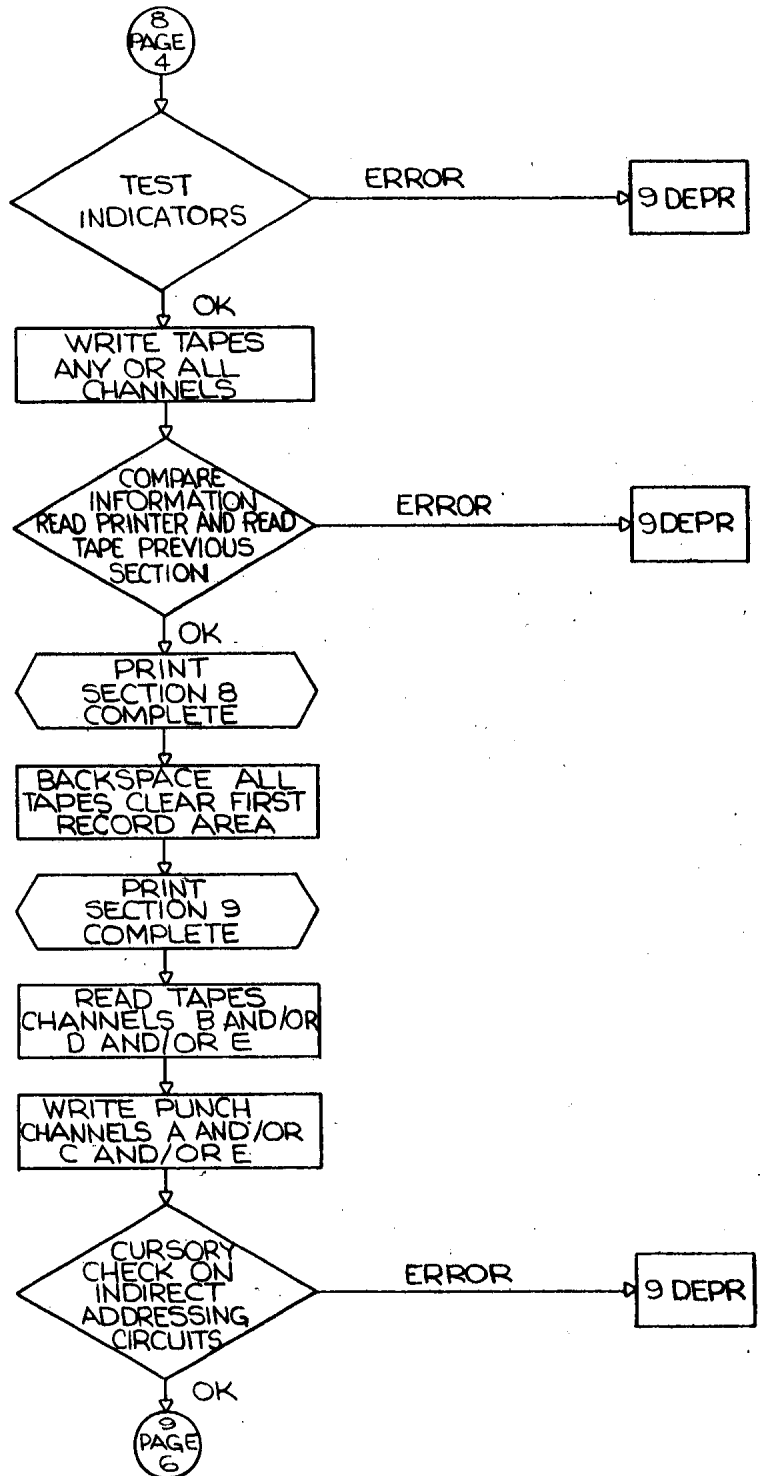 8
PAGE
4
TEST
INDICATORS
ERROR
9 DEPR
OK
WRITE TAPES
ANY OR ALL
CHANNELS
COMPARE
INFORMATION
READ PRINTER AND READ
TAPE PREVIOUS
SECTION
ERROR
9 DEPR
OK
PRINT
SECTION 8
COMPLETE
BACKSPACE ALL
TAPES CLEAR FIRST
RECORD AREA
PRINT
SECTION 9
COMPLETE
READ TAPES
CHANNELS B AND/OR
D AND/OR E
WRITE PUNCH
CHANNELS A AND/OR
C AND/OR E
CURSORY
CHECK ON
INDIRECT
ADDRESSING
CIRCUITS
ERROR
9 DEPR
OK
9
PAGE
6